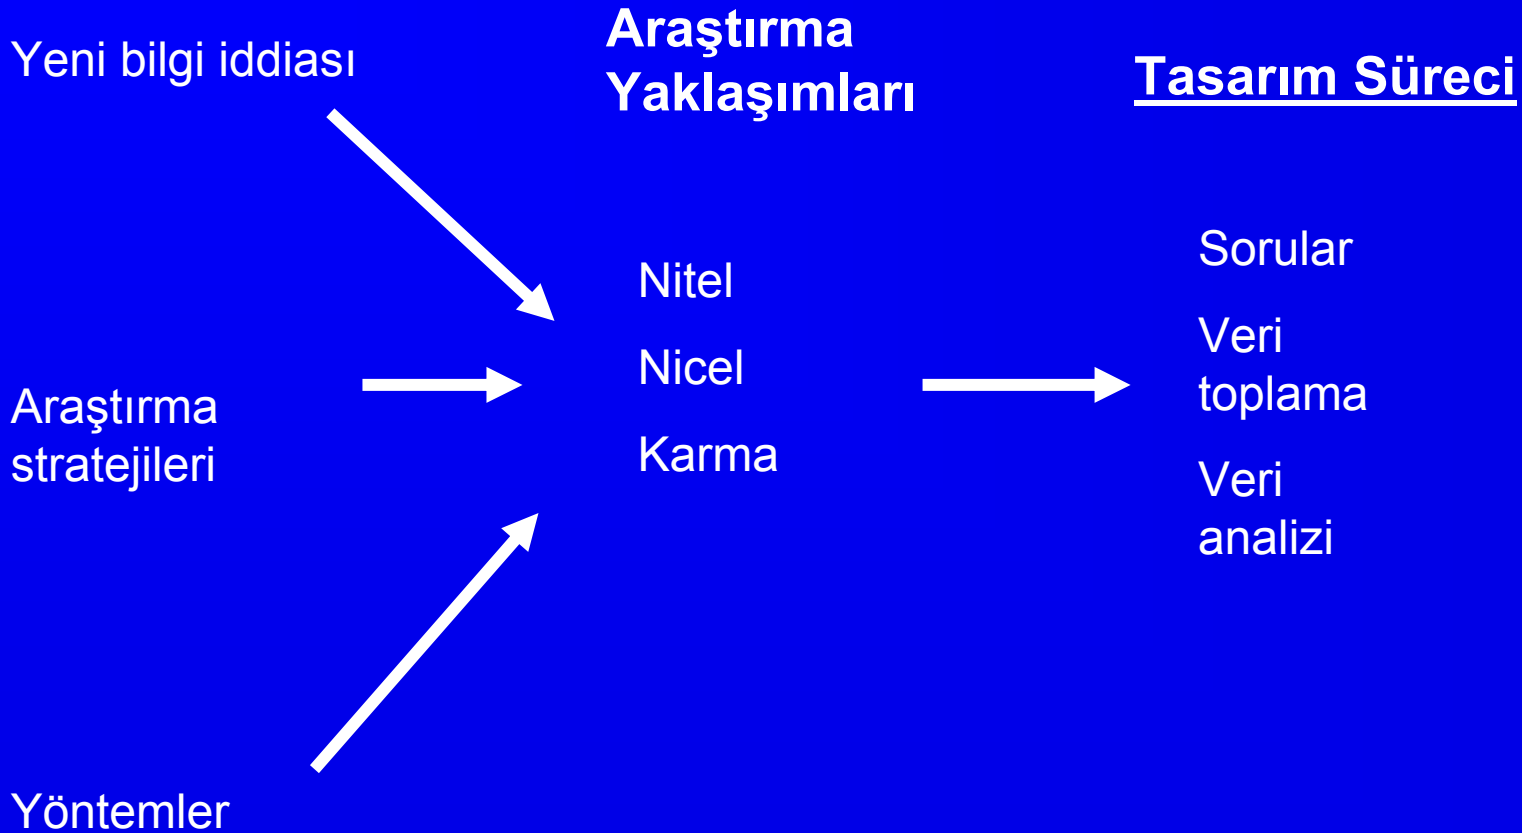 Yeni bilgi iddiası
Araştırma
stratejileri
Yöntemler
Araştırma
Yaklaşımları
Nitel
Nicel
Karma
Tasarım Süreci
Sorular
Veri
toplama
Veri
analizi